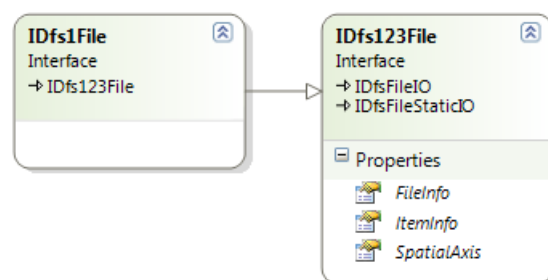 IDfs1File
Interface
IDfs123File
IDfs123File
Interface
IDfsFileIO
IDfsFileStaticIO
Properties
FileInfo
ItemInfo
SpatialAxis